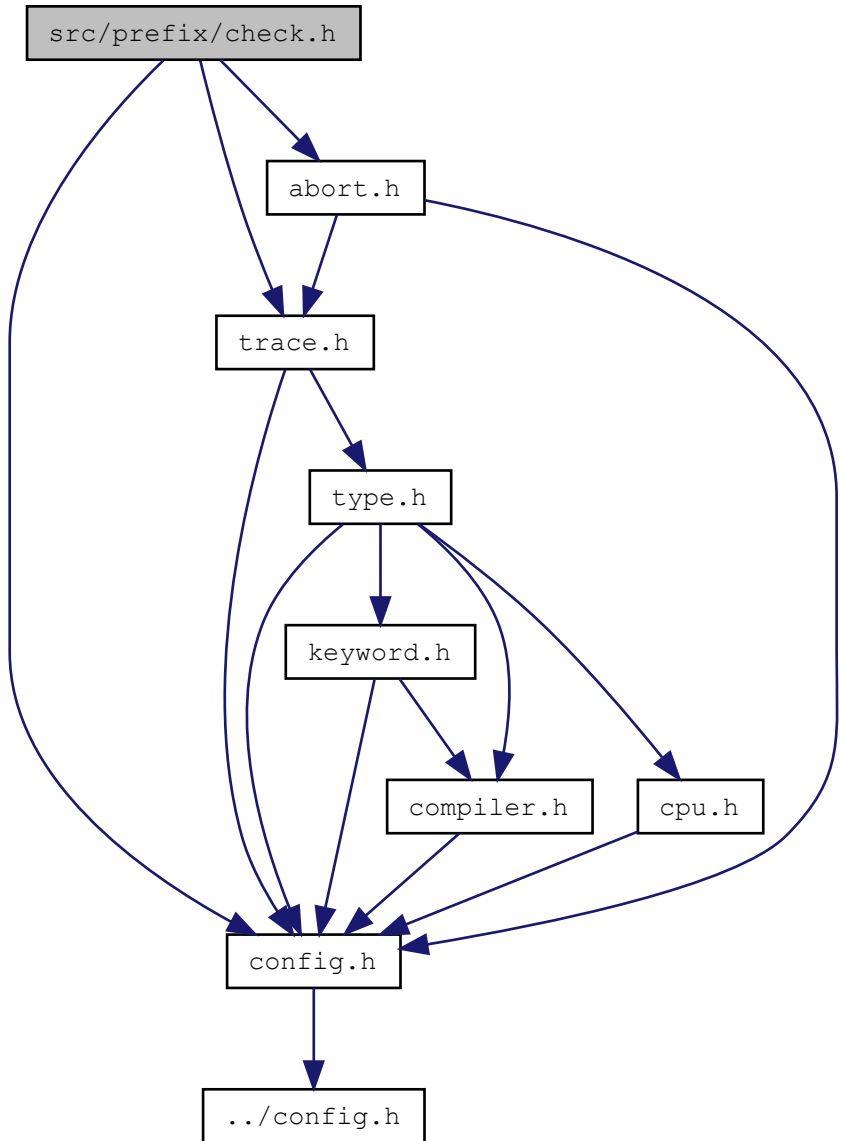 src/prefix/check.h
abort.h
trace.h
type.h
keyword.h
compiler.h
cpu.h
config.h
../config.h